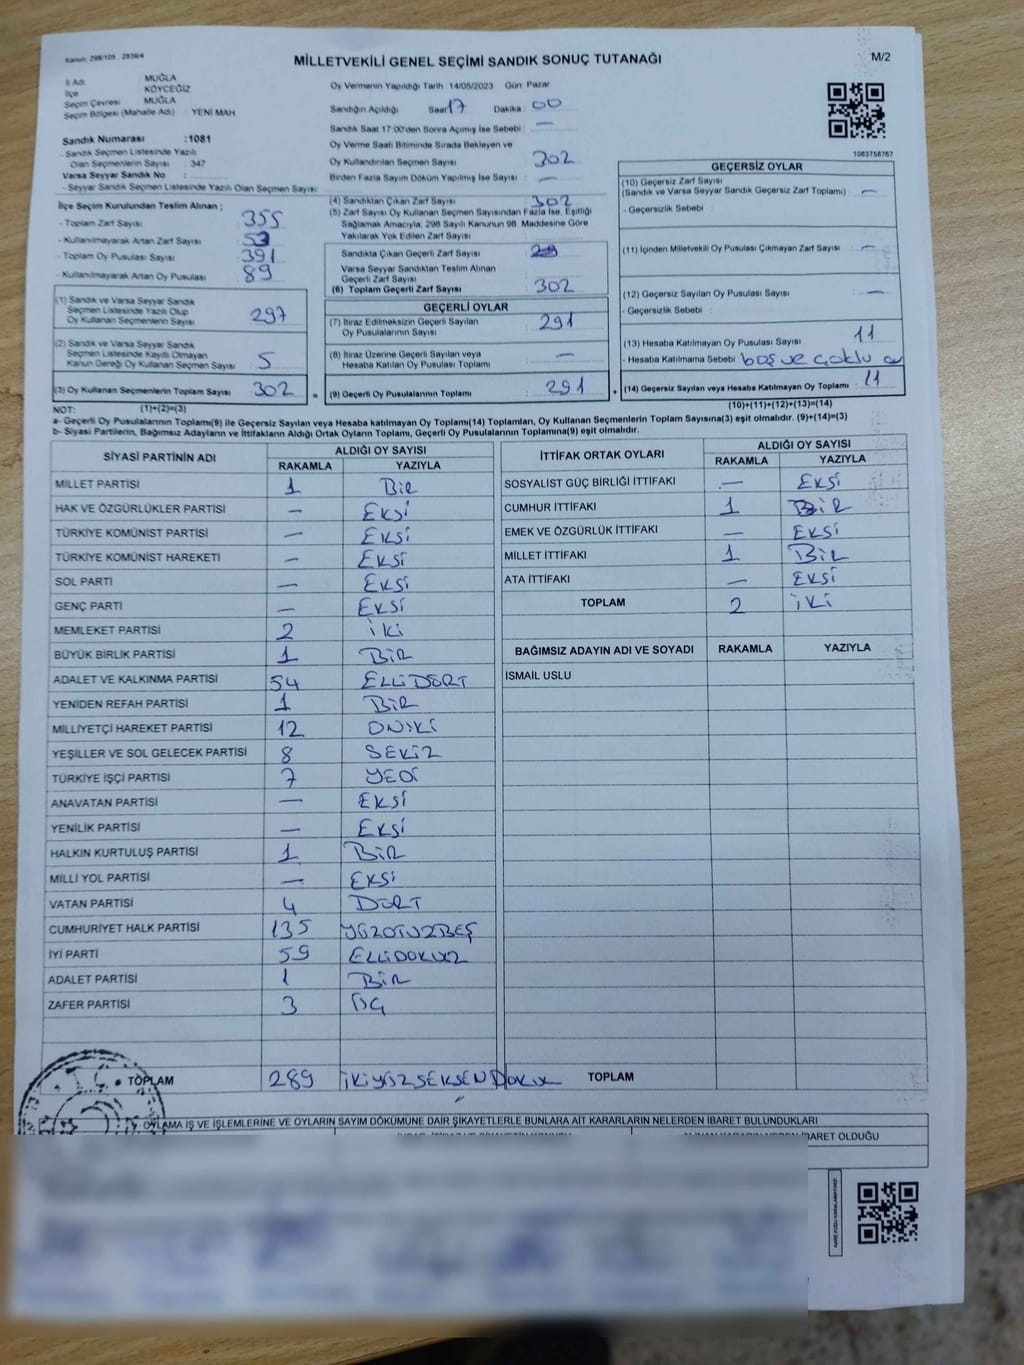 Kanun: 298/105 , 2839/4
MİLLETVEKİLİ GENEL SEÇİMİ SANDIK SONUÇ TUTANAĞI
M/2
İl Adı MUĞLA
İlçe KÖYCEĞİZ
Seçim Çevresi MUĞLA
Seçim Bölgesi (Mahalle Adı) : YENİ MAH
Sandık Numarası :1081
- Sandık Seçmen Listesinde Yazılı
Olan Seçmenlerin Sayısı : 347
Varsa Seyyar Sandık No :
- Seyyar Sandık Seçmen Listesinde Yazılı Olan Seçmen Sayısı :
İlçe Seçim Kurulundan Teslim Alınan ;
- Toplam Zarf Sayısı : 355
- Kullanılmayarak Artan Zarf Sayısı : 53
- Toplam Oy Pusulası Sayısı : 391
- Kullanılmayarak Artan Oy Pusulası : 89
(1) Sandık ve Varsa Seyyar Sandık
Seçmen Listesinde Yazılı Olup
Oy Kullanan Seçmenlerin Sayısı : 297
(2) Sandık ve Varsa Seyyar Sandık
Seçmen Listesinde Kayıtlı Olmayan
Kanun Gereği Oy Kullanan Seçmen Sayısı : 5
(3) Oy Kullanan Seçmenlerin Toplam Sayısı : 302 =
Oy Vermenin Yapıldığı Tarih :14/05/2023 Gün: Pazar
Sandığın Açıldığı Saat : 17 Dakika : 00
Sandık Saat 17:00'den Sonra Açımış İse Sebebi : —
Oy Verme Saati Bitiminde Sırada Bekleyen ve
Oy Kullandırılan Seçmen Sayısı : 302
Birden Fazla Sayım Döküm Yapılmış İse Sayısı : —
(4) Sandıktan Çıkan Zarf Sayısı : 302
(5) Zarf Sayısı Oy Kullanan Seçmen Sayısından Fazla İse, Eşitliği
Sağlamak Amacıyla, 298 Sayılı Kanunun 98. Maddesine Göre
Yakılarak Yok Edilen Zarf Sayısı :
Sandıkta Çıkan Geçerli Zarf Sayısı :
Varsa Seyyar Sandıktan Teslim Alınan
Geçerli Zarf Sayısı :
(6) Toplam Geçerli Zarf Sayısı : 302
GEÇERLİ OYLAR
(7) İtiraz Edilmeksizin Geçerli Sayılan
Oy Pusulalarının Sayısı : 291
(8) İtiraz Üzerine Geçerli Sayılan veya
Hesaba Katılan Oy Pusulası Toplamı : —
(9) Geçerli Oy Pusulalarının Toplamı : 291 +
1083758767
GEÇERSİZ OYLAR
(10) Geçersiz Zarf Sayısı
(Sandık ve Varsa Seyyar Sandık Geçersiz Zarf Toplamı) : —
- Geçersizlik Sebebi :
(11) İçinden Milletvekili Oy Pusulası Çıkmayan Zarf Sayısı : —
(12) Geçersiz Sayılan Oy Pusulası Sayısı : —
- Geçersizlik Sebebi :
(13) Hesaba Katılmayan Oy Pusulası Sayısı : 11
- Hesaba Katılmama Sebebi : boş ve çoklu oy
(14) Geçersiz Sayılan veya Hesaba Katılmayan Oy Toplamı : 11
NOT: (1)+(2)=(3)
(10)+(11)+(12)+(13)=(14)
a- Geçerli Oy Pusulalarının Toplamı(9) ile Geçersiz Sayılan veya Hesaba katılmayan Oy Toplamı(14) Toplamları, Oy Kullanan Seçmenlerin Toplam Sayısına(3) eşit olmalıdır. (9)+(14)=(3)
b- Siyasi Partilerin, Bağımsız Adayların ve İttifakların Aldığı Ortak Oyların Toplamı, Geçerli Oy Pusulalarının Toplamına(9) eşit olmalıdır.
SİYASİ PARTİNİN ADI ALDIĞI OY SAYISI
RAKAMLA YAZIYLA
MİLLET PARTİSİ 1 BİR
HAK VE ÖZGÜRLÜKLER PARTİSİ — EKSİ
TÜRKİYE KOMÜNİST PARTİSİ — EKSİ
TÜRKİYE KOMÜNİST HAREKETİ — EKSİ
SOL PARTİ — EKSİ
GENÇ PARTİ — EKSİ
MEMLEKET PARTİSİ 2 İKİ
BÜYÜK BİRLİK PARTİSİ 1 BİR
ADALET VE KALKINMA PARTİSİ 54 ELLİDÖRT
YENİDEN REFAH PARTİSİ 1 BİR
MİLLİYETÇİ HAREKET PARTİSİ 12 ONİKİ
YEŞİLLER VE SOL GELECEK PARTİSİ 8 SEKİZ
TÜRKİYE İŞÇİ PARTİSİ 7 YEDİ
ANAVATAN PARTİSİ — EKSİ
YENİLİK PARTİSİ — EKSİ
HALKIN KURTULUŞ PARTİSİ 1 BİR
MİLLİ YOL PARTİSİ — EKSİ
VATAN PARTİSİ 4 DÖRT
CUMHURİYET HALK PARTİSİ 135 YÜZOTUZBEŞ
İYİ PARTİ 59 ELLİDOKUZ
ADALET PARTİSİ 1 BİR
ZAFER PARTİSİ 3 ÜÇ
TOPLAM 289 İKİYÜZSEKSENDOKUZ
İTTİFAK ORTAK OYLARI ALDIĞI OY SAYISI
RAKAMLA YAZIYLA
SOSYALİST GÜÇ BİRLİĞİ İTTİFAKI — EKSİ
CUMHUR İTTİFAKI 1 BİR
EMEK VE ÖZGÜRLÜK İTTİFAKI — EKSİ
MİLLET İTTİFAKI 1 BİR
ATA İTTİFAKI — EKSİ
TOPLAM 2 İKİ
BAĞIMSIZ ADAYIN ADI VE SOYADI RAKAMLA YAZIYLA
İSMAİL USLU
TOPLAM
OYLAMA İŞ VE İŞLEMLERİNE VE OYLARIN SAYIM DÖKÜMÜNE DAİR ŞİKAYETLERLE BUNLARA AİT KARARLARIN NELERDEN İBARET BULUNDUKLARI
İBARET OLDUĞU